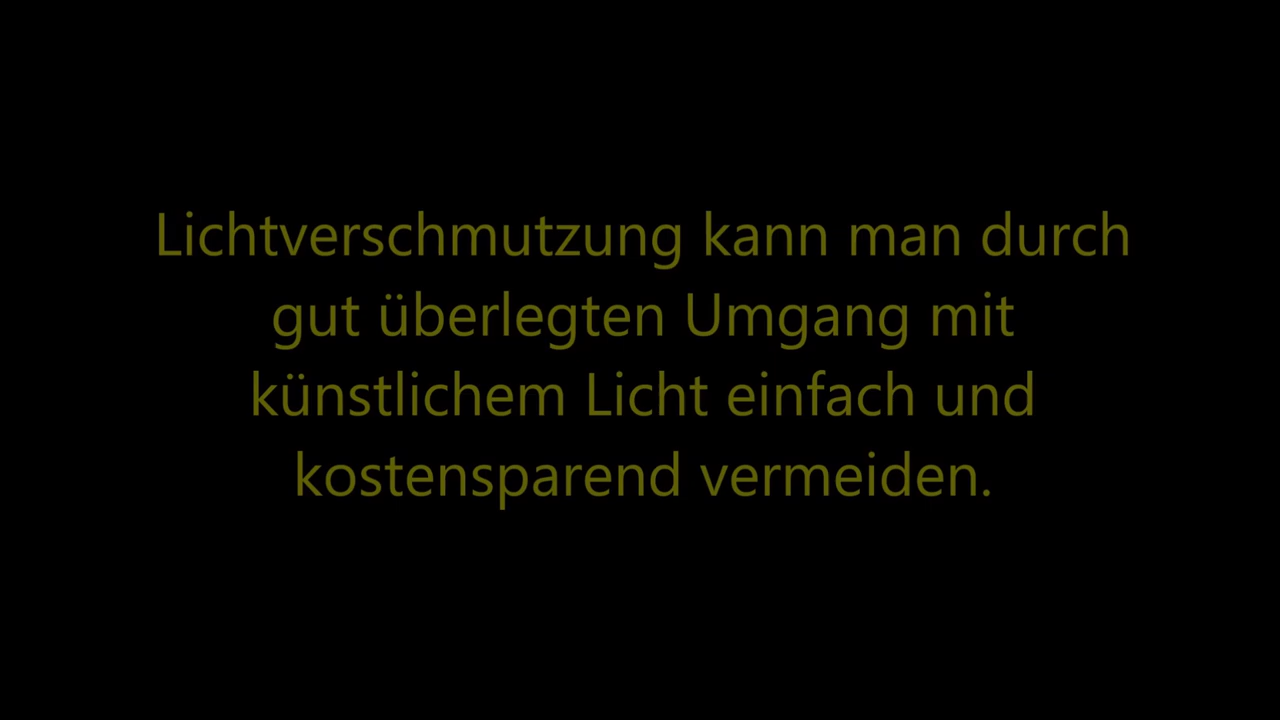 Lichtverschmutzung kann man durch
gut überlegten Umgang mit
künstlichem Licht einfach und
kostensparend vermeiden.